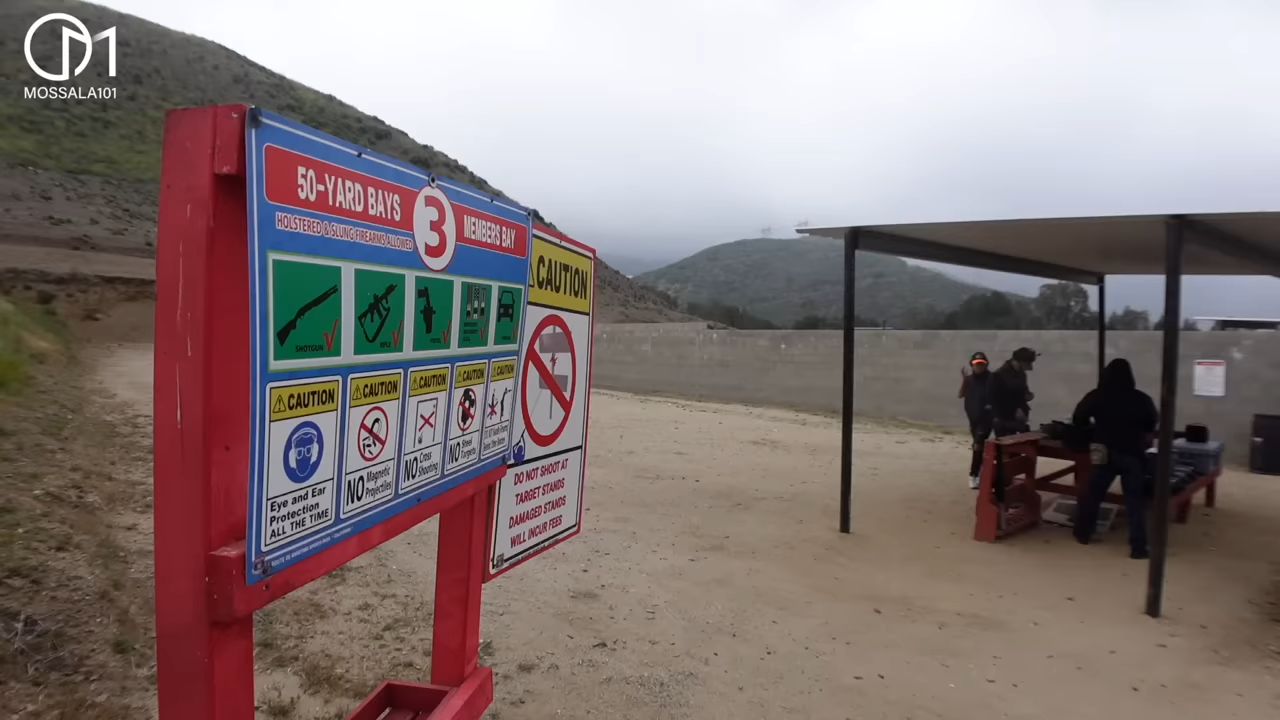 MOSSALA101
50-YARD BAYS
3
MEMBERS BAY
HOLSTERED & SLUNG FIREARMS ALLOWED
SHOTGUN
RIFLE
CAUTION
Eye and Ear
Protection
ALL THE TIME
CAUTION
NO Magnetic
Projectiles
CAUTION
NO Cross
Shooting
CAUTION
NO Steel
Targets
CAUTION
CAUTION
DO NOT SHOOT AT
TARGET STANDS
DAMAGED STANDS
WILL INCUR FEES